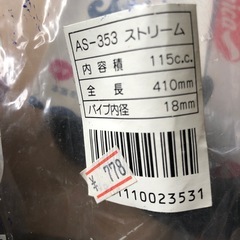 AS-353 ストリーム
内容積 115c.c.
全長 410mm
パイプ内径 18mm
¥ 778
1110023531